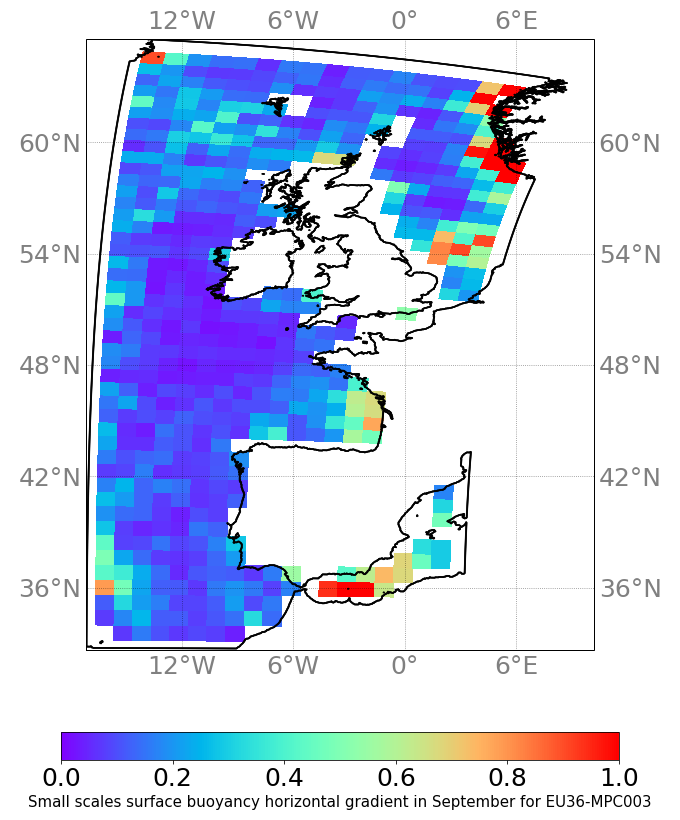 12°W 6°W 0° 6°E
60°N 60°N
54°N 54°N
48°N 48°N
42°N 42°N
36°N 36°N
12°W 6°W 0° 6°E
0.0 0.2 0.4 0.6 0.8 1.0
Small scales surface buoyancy horizontal gradient in September for EU36-MPC003